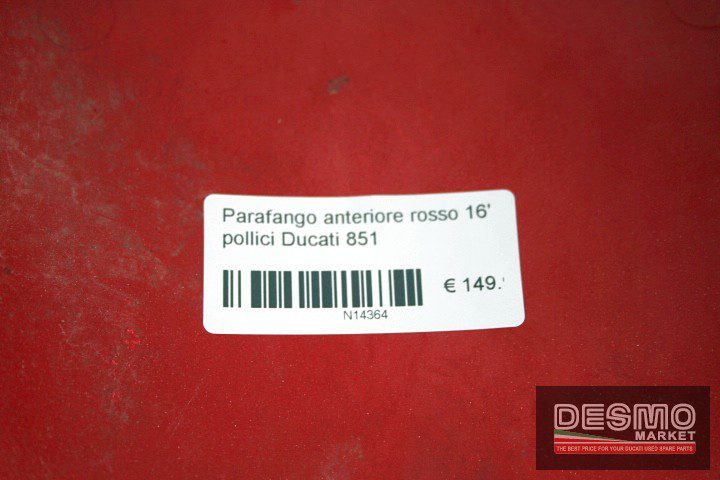 Parafango anteriore rosso 16'
pollici Ducati 851
€ 149.
N14364
DESMO
MARKET
THE BEST PRICE FOR YOUR DUCATI USED SPARE PARTS